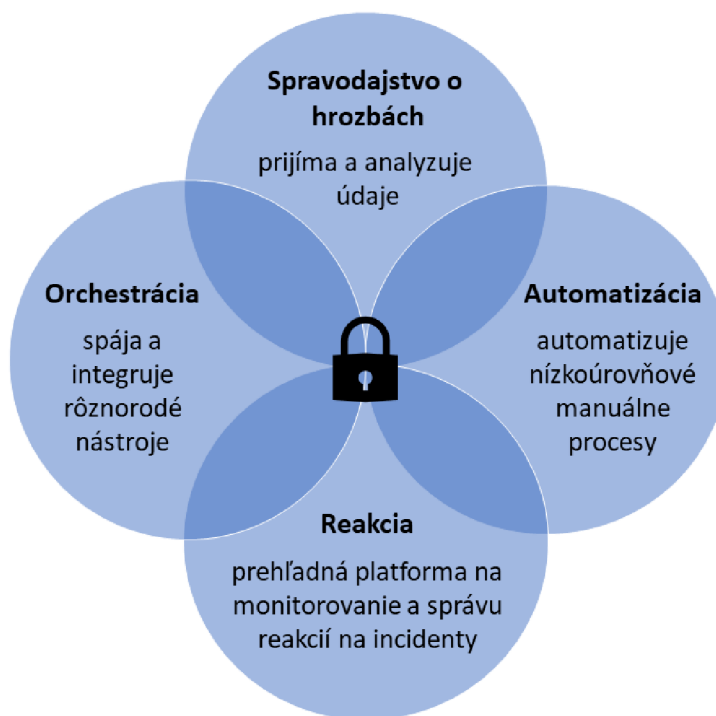 Spravodajstvo o
hrozbách
prijíma a analyzuje
údaje
Orchestrácia
spája a
integruje
rôznorodé
nástroje
Automatizácia
automatizuje
nízkoúrovňové
manuálne
procesy
Reakcia
prehľadná platforma na
monitorovanie a správu
reakcií na incidenty